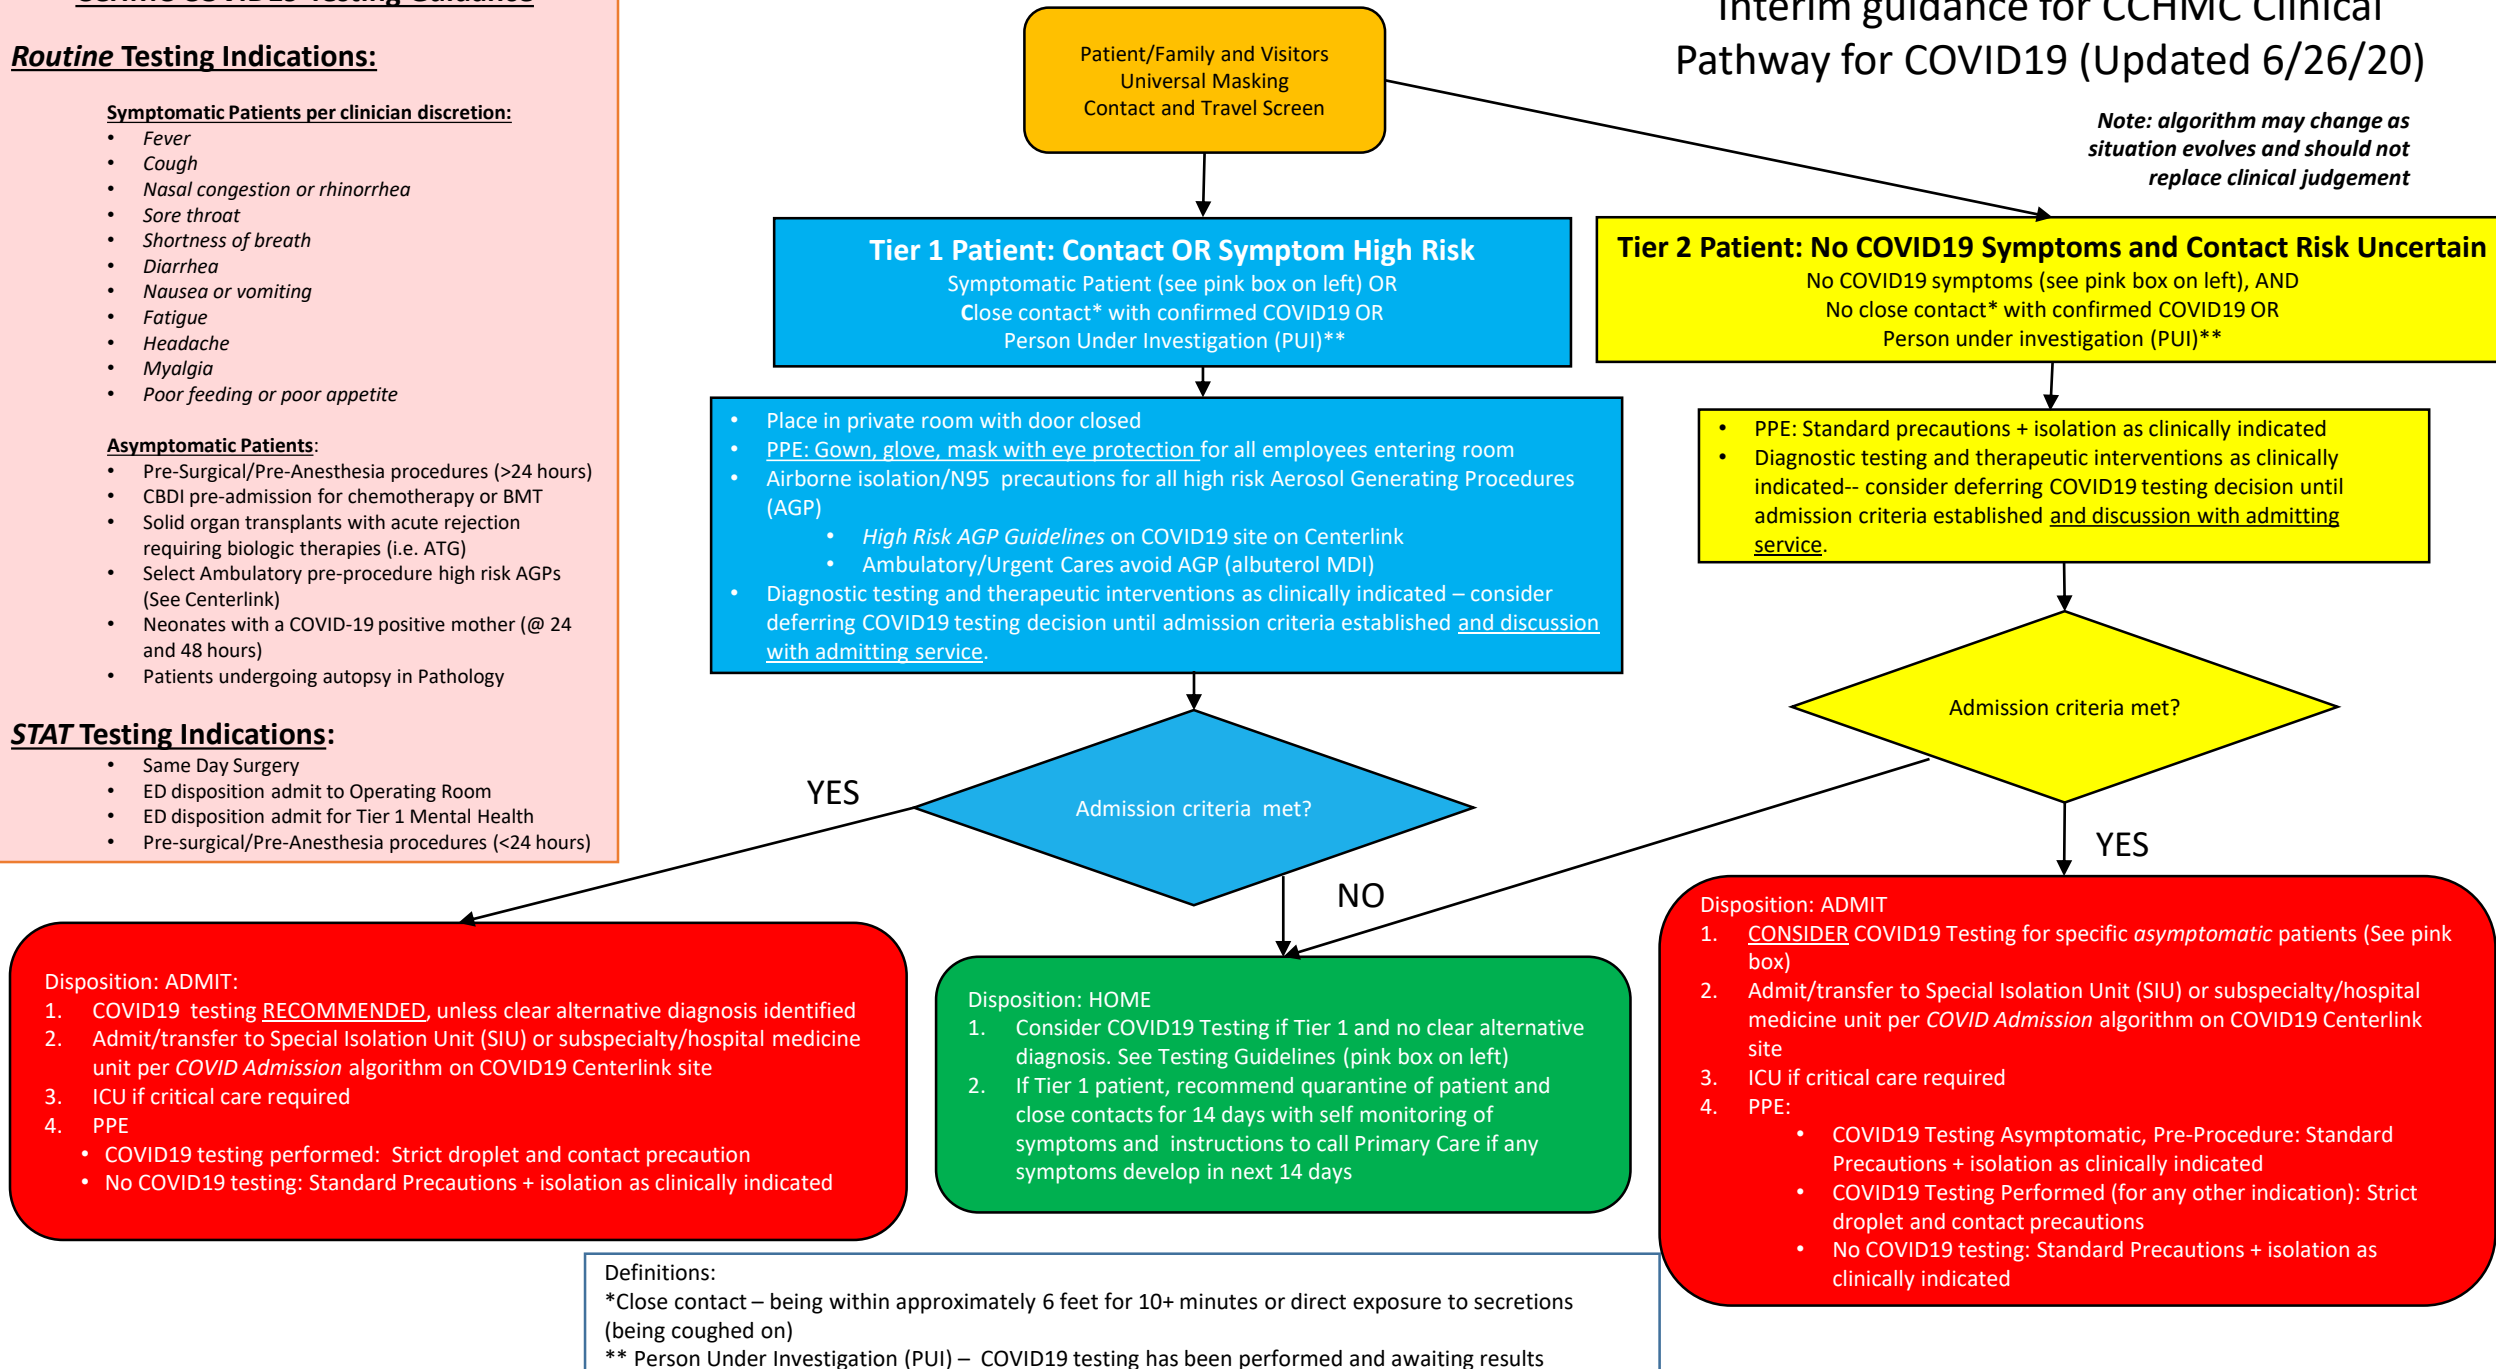 CCHMC COVID19 Testing Guidance
Routine Testing Indications:
Symptomatic Patients per clinician discretion:
• Fever
• Cough
• Nasal congestion or rhinorrhea
• Sore throat
• Shortness of breath
• Diarrhea
• Nausea or vomiting
• Fatigue
• Headache
• Myalgia
• Poor feeding or poor appetite
Asymptomatic Patients:
• Pre-Surgical/Pre-Anesthesia procedures (>24 hours)
• CBDI pre-admission for chemotherapy or BMT
• Solid organ transplants with acute rejection
requiring biologic therapies (i.e. ATG)
• Select Ambulatory pre-procedure high risk AGPs
(See Centerlink)
• Neonates with a COVID-19 positive mother (@ 24
and 48 hours)
• Patients undergoing autopsy in Pathology
STAT Testing Indications:
• Same Day Surgery
• ED disposition admit to Operating Room
• ED disposition admit for Tier 1 Mental Health
• Pre-surgical/Pre-Anesthesia procedures (<24 hours)
Patient/Family and Visitors
Universal Masking
Contact and Travel Screen
Interim guidance for CCHMC Clinical
Pathway for COVID19 (Updated 6/26/20)
Note: algorithm may change as
situation evolves and should not
replace clinical judgement
Tier 1 Patient: Contact OR Symptom High Risk
Symptomatic Patient (see pink box on left) OR
Close contact* with confirmed COVID19 OR
Person Under Investigation (PUI)**
Tier 2 Patient: No COVID19 Symptoms and Contact Risk Uncertain
No COVID19 symptoms (see pink box on left), AND
No close contact* with confirmed COVID19 OR
Person under investigation (PUI)**
• Place in private room with door closed
• PPE: Gown, glove, mask with eye protection for all employees entering room
• Airborne isolation/N95 precautions for all high risk Aerosol Generating Procedures
(AGP)
• High Risk AGP Guidelines on COVID19 site on Centerlink
• Ambulatory/Urgent Cares avoid AGP (albuterol MDI)
• Diagnostic testing and therapeutic interventions as clinically indicated – consider
deferring COVID19 testing decision until admission criteria established and discussion
with admitting service.
• PPE: Standard precautions + isolation as clinically indicated
• Diagnostic testing and therapeutic interventions as clinically
indicated-- consider deferring COVID19 testing decision until
admission criteria established and discussion with admitting
service.
Admission criteria met?
Admission criteria met?
YES
NO
YES
Disposition: ADMIT:
1. COVID19 testing RECOMMENDED, unless clear alternative diagnosis identified
2. Admit/transfer to Special Isolation Unit (SIU) or subspecialty/hospital medicine
unit per COVID Admission algorithm on COVID19 Centerlink site
3. ICU if critical care required
4. PPE
• COVID19 testing performed: Strict droplet and contact precaution
• No COVID19 testing: Standard Precautions + isolation as clinically indicated
Disposition: HOME
1. Consider COVID19 Testing if Tier 1 and no clear alternative
diagnosis. See Testing Guidelines (pink box on left)
2. If Tier 1 patient, recommend quarantine of patient and
close contacts for 14 days with self monitoring of
symptoms and instructions to call Primary Care if any
symptoms develop in next 14 days
Disposition: ADMIT
1. CONSIDER COVID19 Testing for specific asymptomatic patients (See pink
box)
2. Admit/transfer to Special Isolation Unit (SIU) or subspecialty/hospital
medicine unit per COVID Admission algorithm on COVID19 Centerlink
site
3. ICU if critical care required
4. PPE:
• COVID19 Testing Asymptomatic, Pre-Procedure: Standard
Precautions + isolation as clinically indicated
• COVID19 Testing Performed (for any other indication): Strict
droplet and contact precautions
• No COVID19 testing: Standard Precautions + isolation as
clinically indicated
Definitions:
*Close contact – being within approximately 6 feet for 10+ minutes or direct exposure to secretions
(being coughed on)
** Person Under Investigation (PUI) – COVID19 testing has been performed and awaiting results